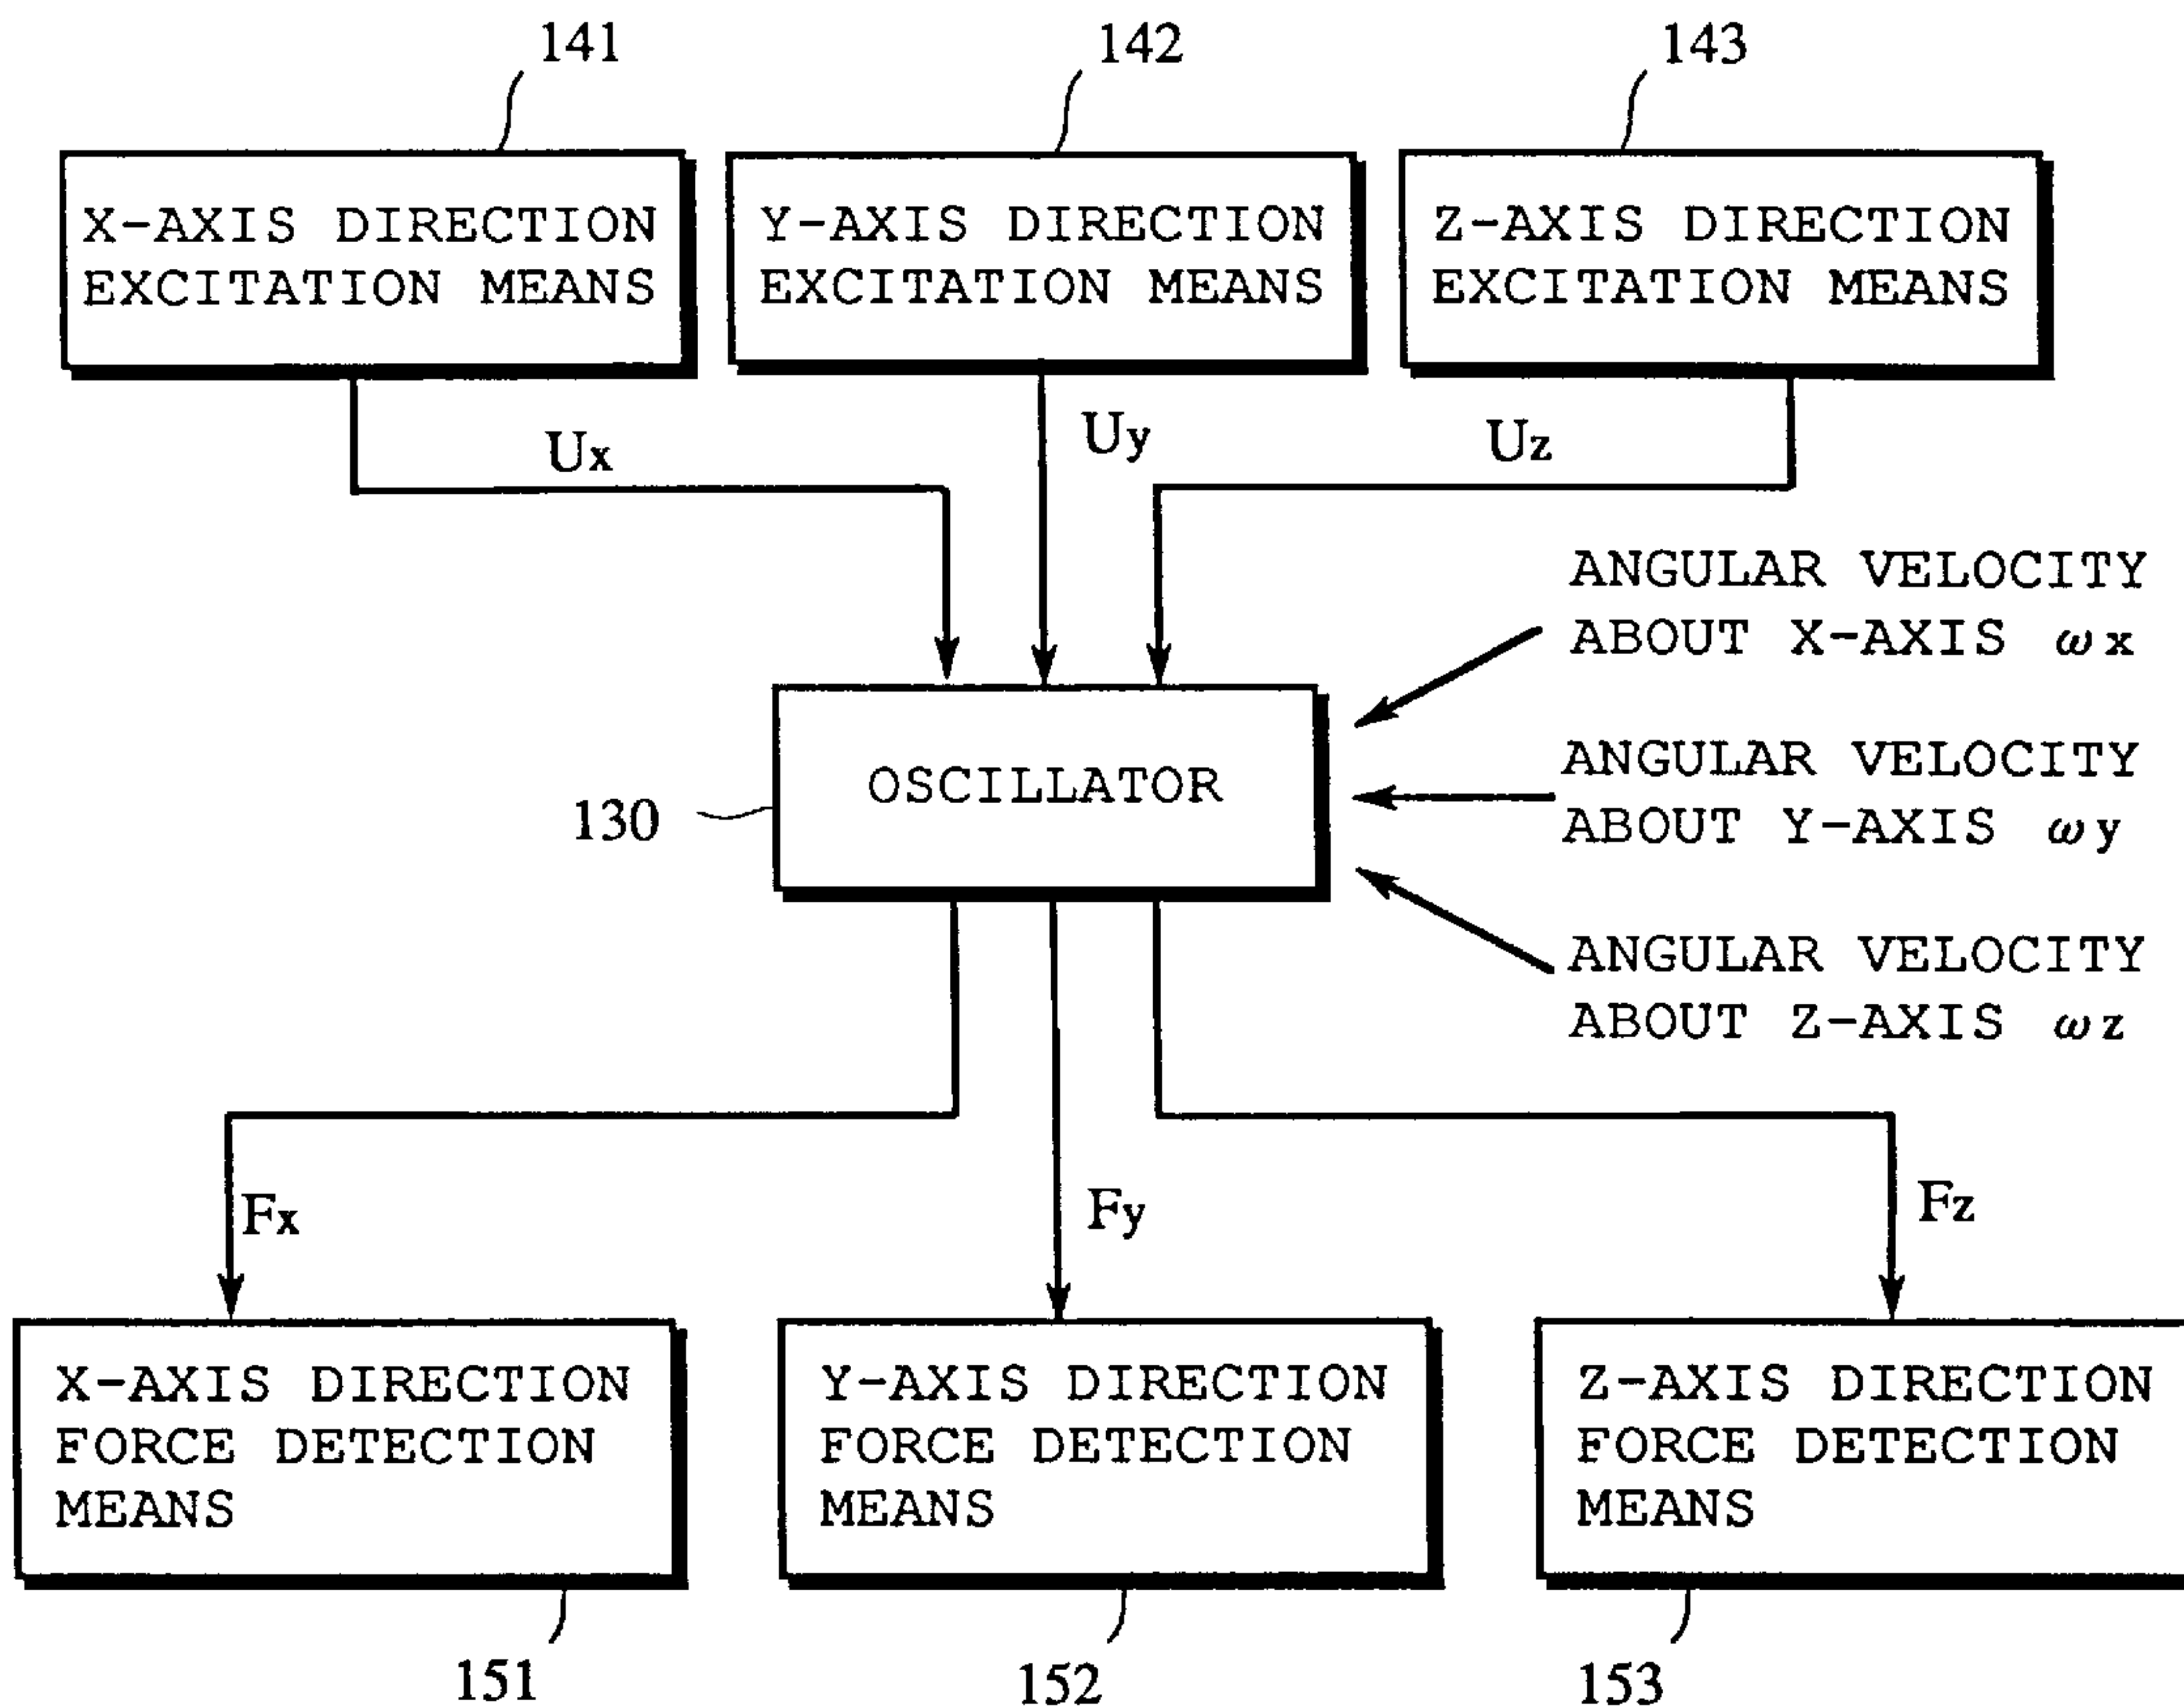 141
142
143
X-AXIS DIRECTION
EXCITATION MEANS
Y-AXIS DIRECTION
EXCITATION MEANS
Z-AXIS DIRECTION
EXCITATION MEANS
Ux
Uy
Uz
ANGULAR VELOCITY
ABOUT X-AXIS ωx
OSCILLATOR
130
ANGULAR VELOCITY
ABOUT Y-AXIS ωy
ANGULAR VELOCITY
ABOUT Z-AXIS ωz
Fx
Fy
Fz
X-AXIS DIRECTION
FORCE DETECTION
MEANS
Y-AXIS DIRECTION
FORCE DETECTION
MEANS
Z-AXIS DIRECTION
FORCE DETECTION
MEANS
151
152
153